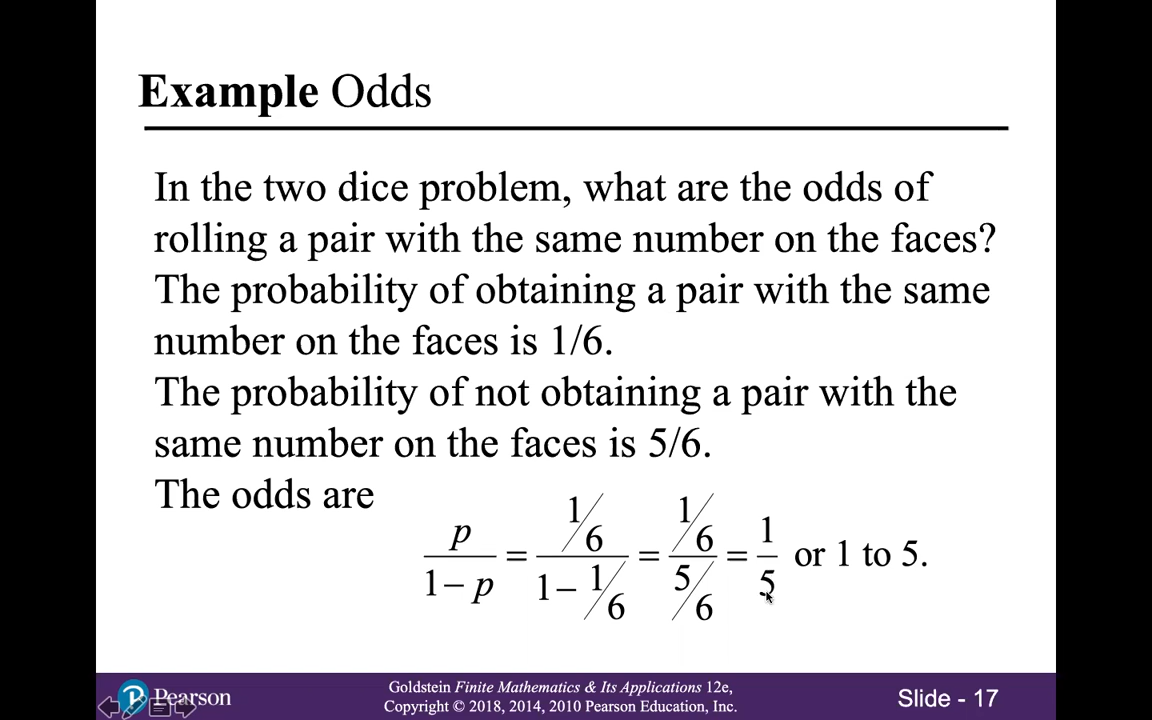 Example Odds
In the two dice problem, what are the odds of
rolling a pair with the same number on the faces?
The probability of obtaining a pair with the same
number on the faces is 1/6.
The probability of not obtaining a pair with the
same number on the faces is 5/6.
The odds are
p/(1 − p) = (1/6)/(1 − 1/6) = (1/6)/(5/6) = 1/5 or 1 to 5.
Pearson
Goldstein Finite Mathematics & Its Applications 12e,
Copyright © 2018, 2014, 2010 Pearson Education, Inc.
Slide - 17